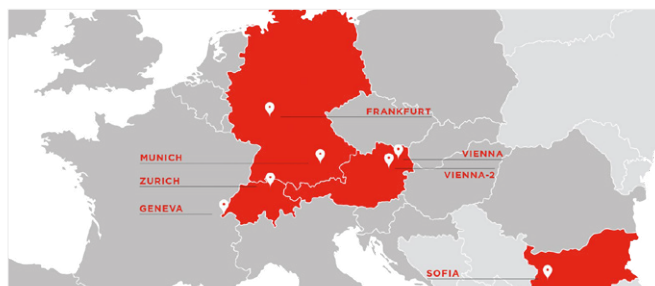 FRANKFURT
MUNICH
VIENNA
VIENNA-2
ZURICH
GENEVA
SOFIA